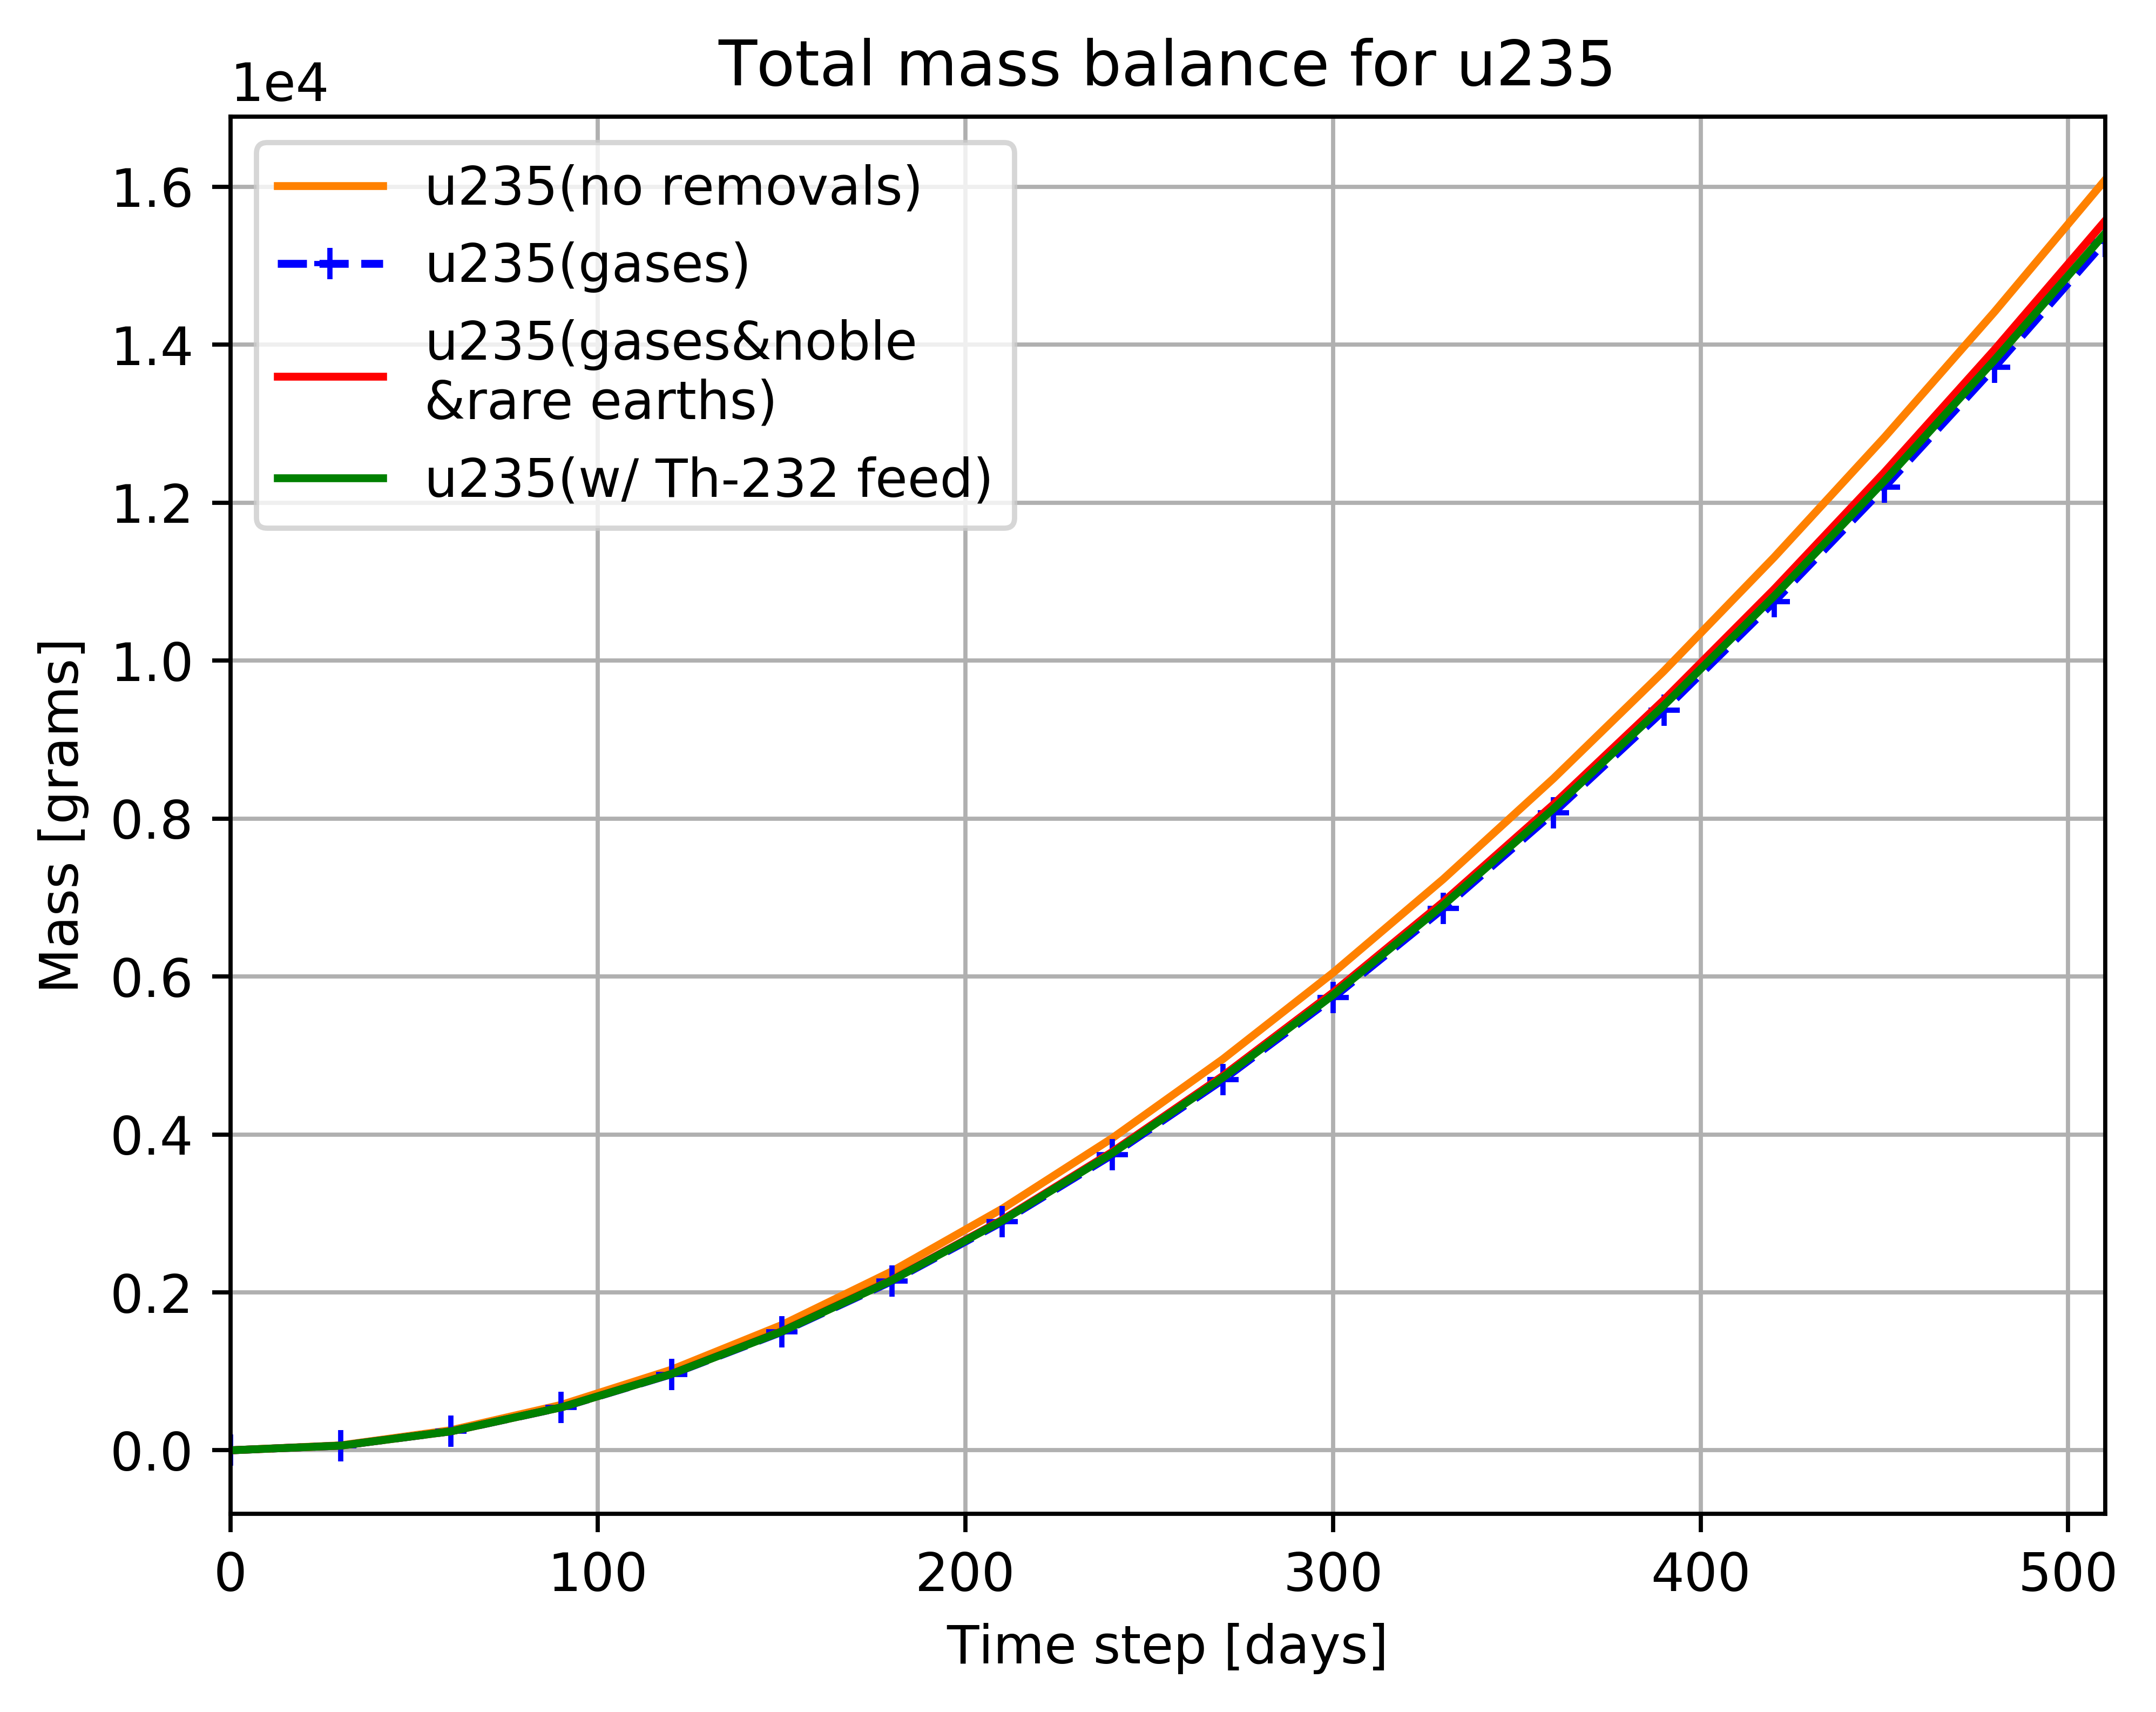 Total mass balance for u235
1e4
u235(no removals)
u235(gases)
u235(gases&noble
&rare earths)
u235(w/ Th-232 feed)
1.6
1.4
1.2
1.0
0.8
0.6
0.4
0.2
0.0
Mass [grams]
0 100 200 300 400 500
Time step [days]